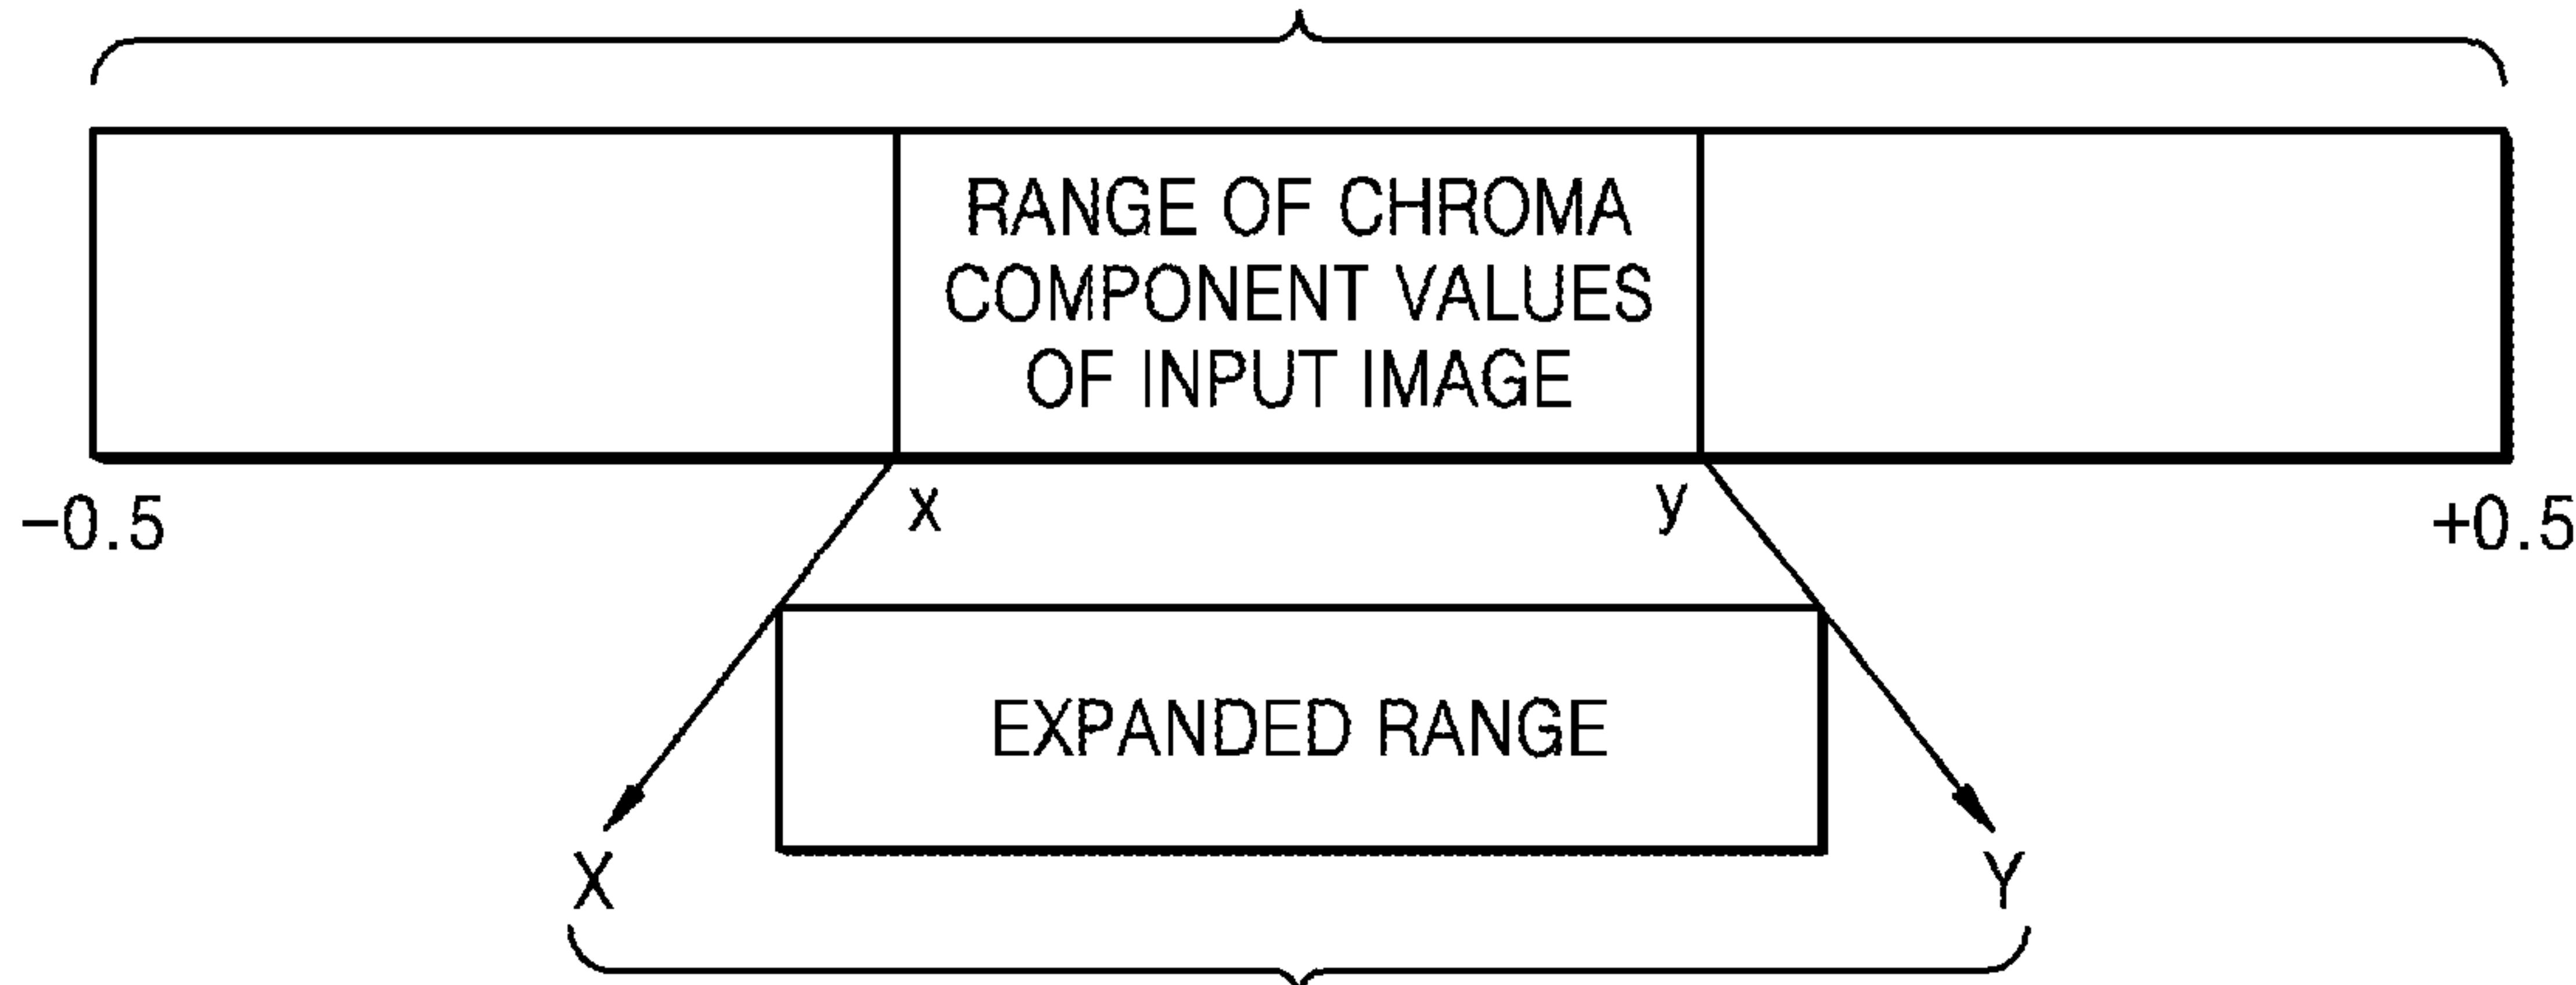 RANGE OF CHROMA
COMPONENT VALUES
OF INPUT IMAGE
−0.5
x
y
+0.5
EXPANDED RANGE
X
Y